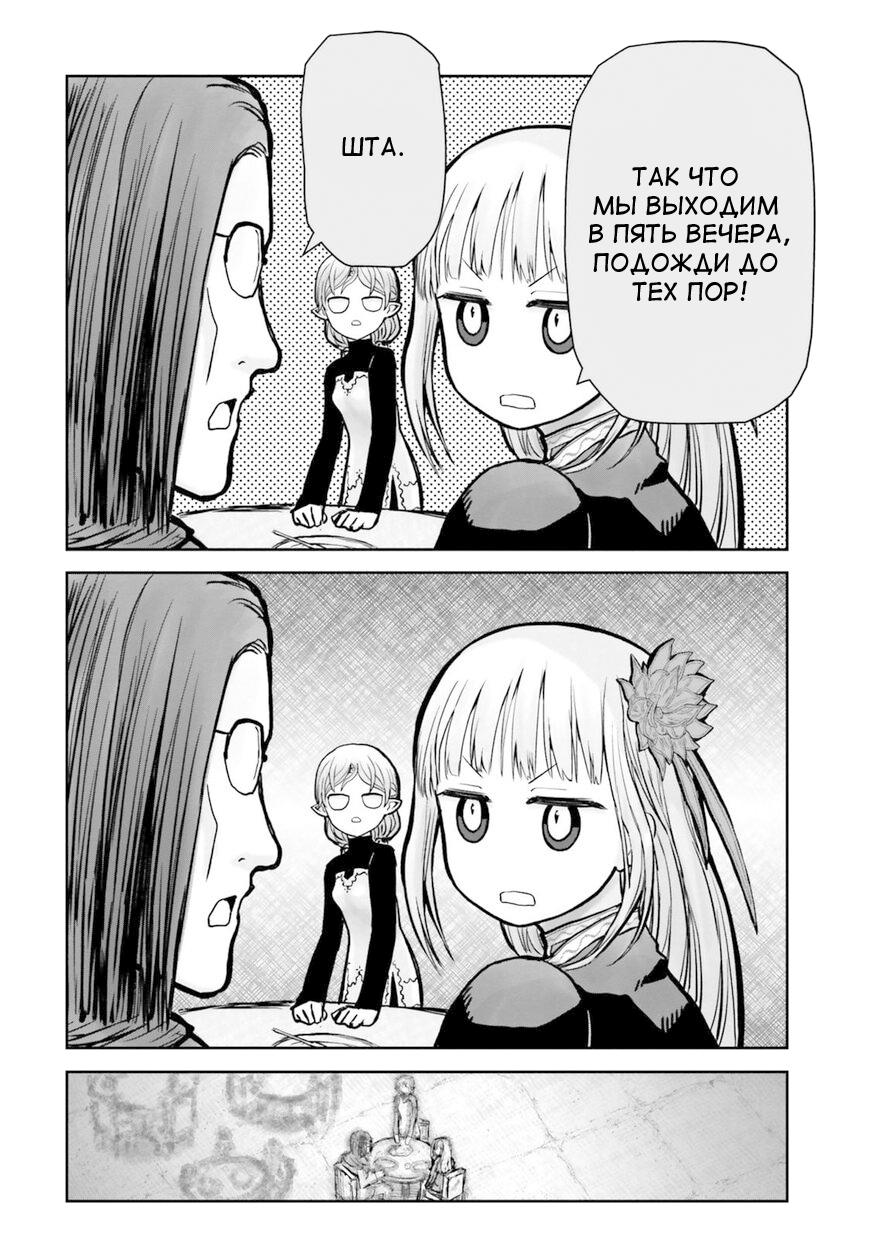 ТАК ЧТО
МЫ ВЫХОДИМ
В ПЯТЬ ВЕЧЕРА,
ПОДОЖДИ ДО
ТЕХ ПОР!
ШТА.